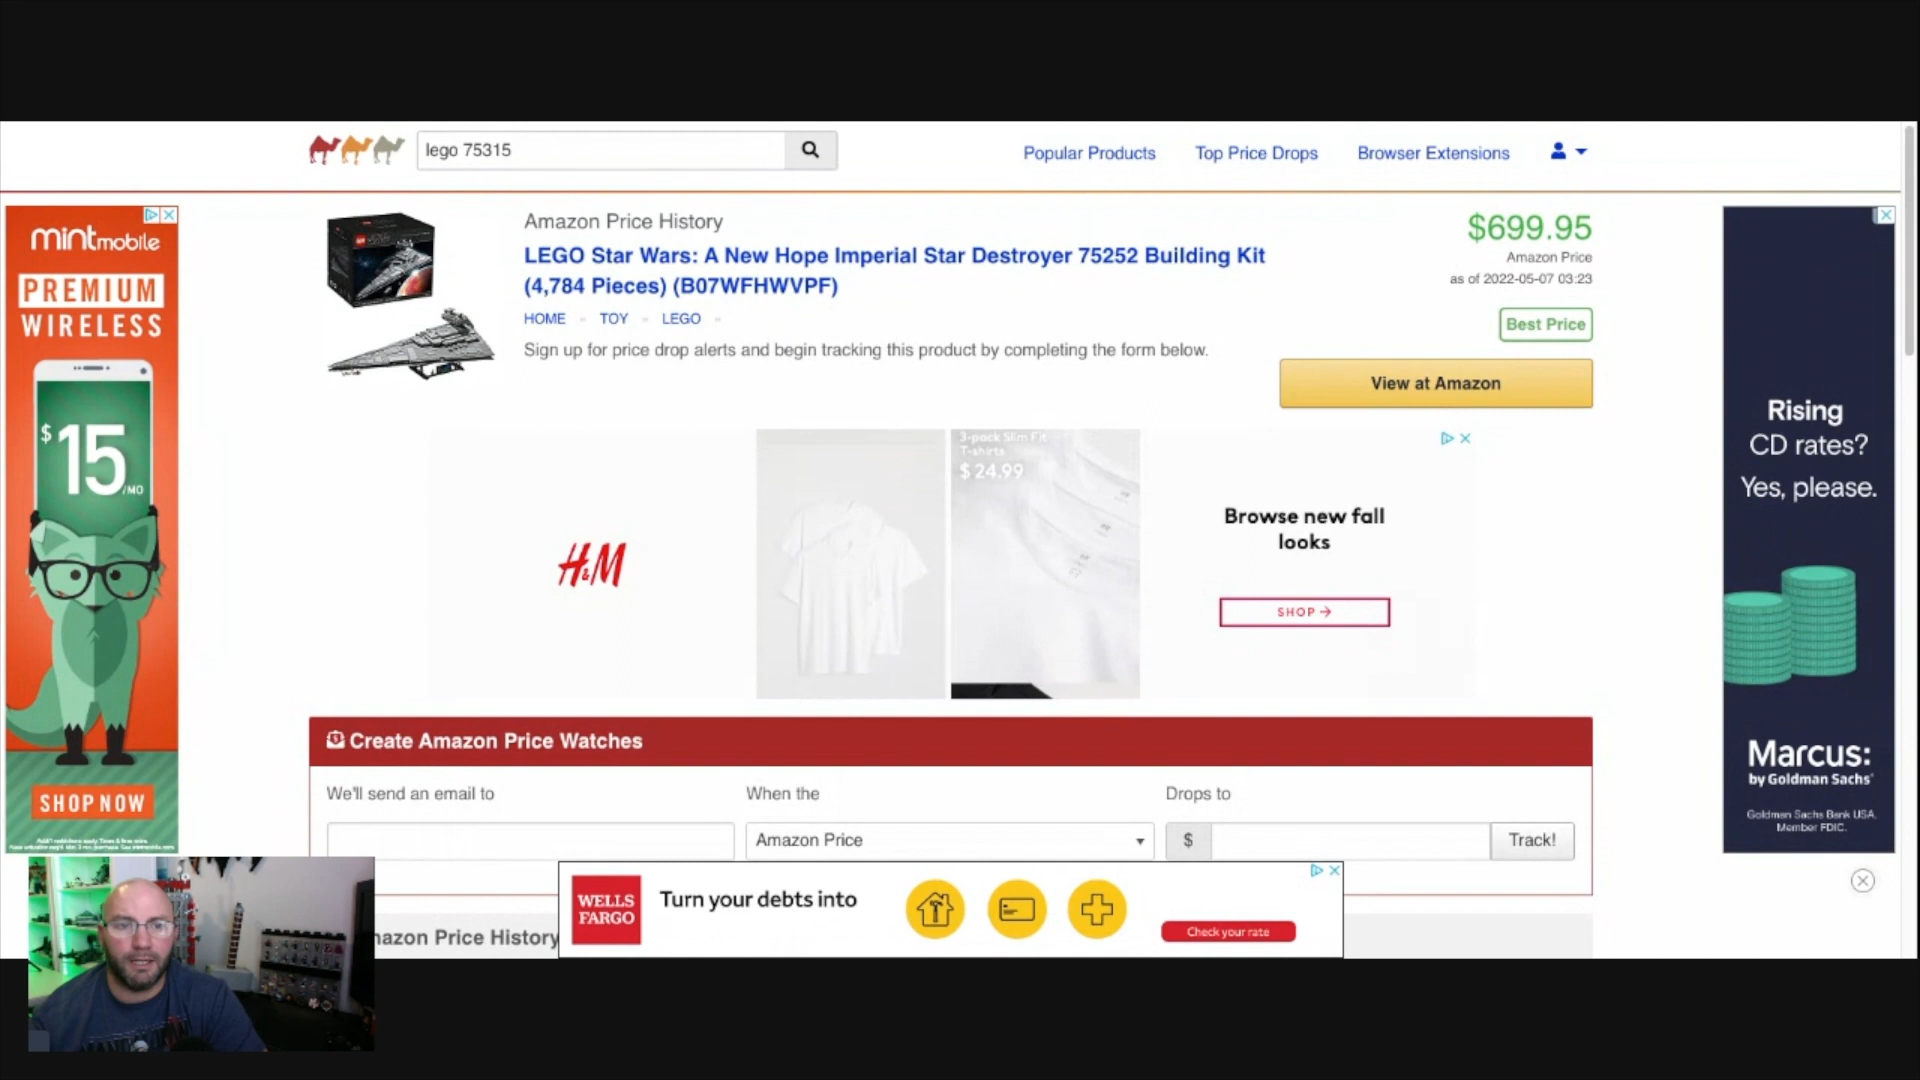 lego 75315
Popular Products
Top Price Drops
Browser Extensions
mintmobile
PREMIUM
WIRELESS
$15/MO
SHOP NOW
Amazon Price History
LEGO Star Wars: A New Hope Imperial Star Destroyer 75252 Building Kit
(4,784 Pieces) (B07WFHWVPF)
HOME
TOY
LEGO
Sign up for price drop alerts and begin tracking this product by completing the form below.
$699.95
Amazon Price
as of 2022-05-07 03:23
Best Price
View at Amazon
H&M
3-pack Slim Fit
T-shirts
$ 24.99
Browse new fall
looks
SHOP →
Rising
CD rates?
Yes, please.
Marcus:
by Goldman Sachs®
Goldman Sachs Bank USA.
Member FDIC.
Create Amazon Price Watches
We'll send an email to
When the
Drops to
Amazon Price
$
Track!
WELLS
FARGO
Turn your debts into
Check your rate
Price History